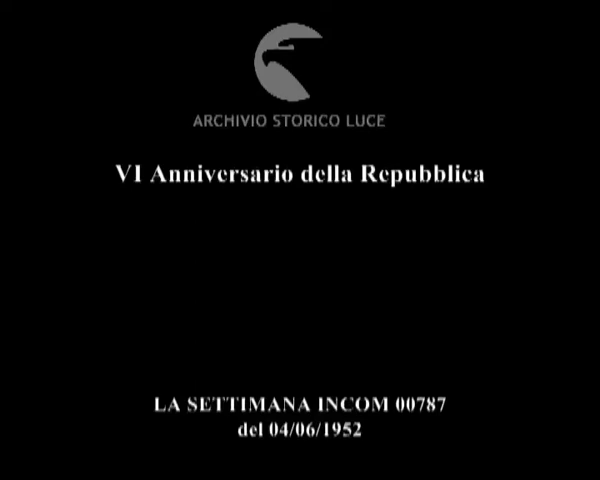 ARCHIVIO STORICO LUCE
VI Anniversario della Repubblica
LA SETTIMANA INCOM 00787
del 04/06/1952